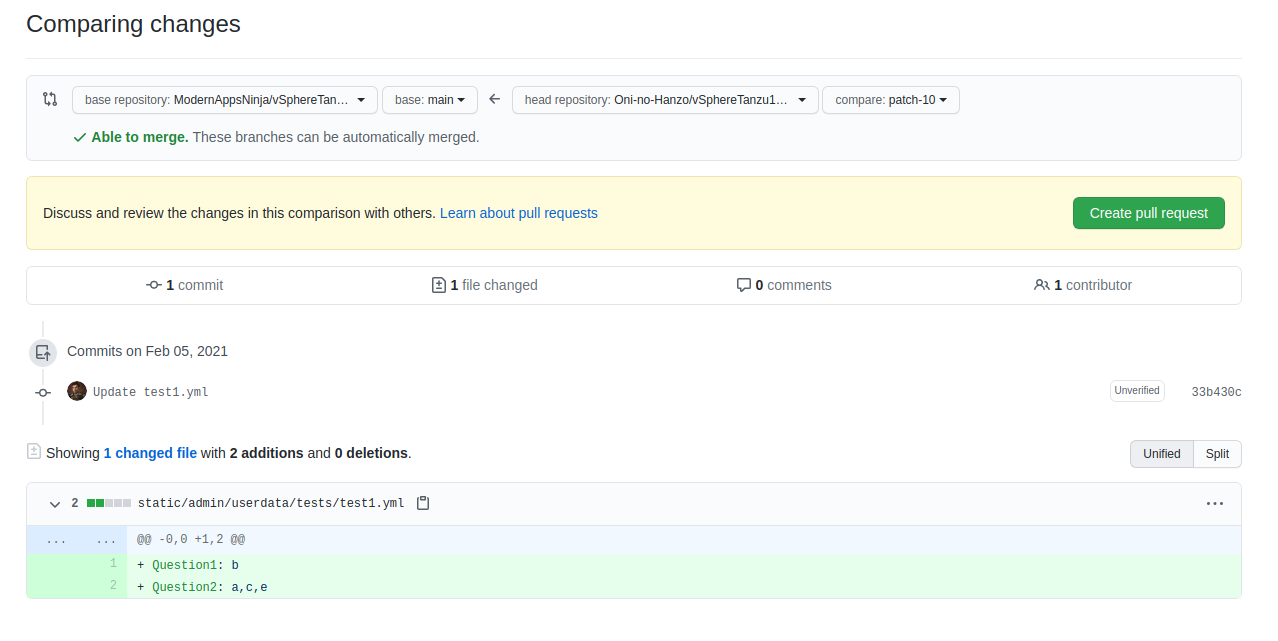 Comparing changes
base repository: ModernAppsNinja/vSphereTan... base: main head repository: Oni-no-Hanzo/vSphereTanzu1... compare: patch-10
Able to merge. These branches can be automatically merged.
Discuss and review the changes in this comparison with others. Learn about pull requests Create pull request
1 commit 1 file changed 0 comments 1 contributor
Commits on Feb 05, 2021
Update test1.yml Unverified 33b430c
Showing 1 changed file with 2 additions and 0 deletions. Unified Split
2 static/admin/userdata/tests/test1.yml ...
... ... @@ -0,0 +1,2 @@
1 + Question1: b
2 + Question2: a,c,e